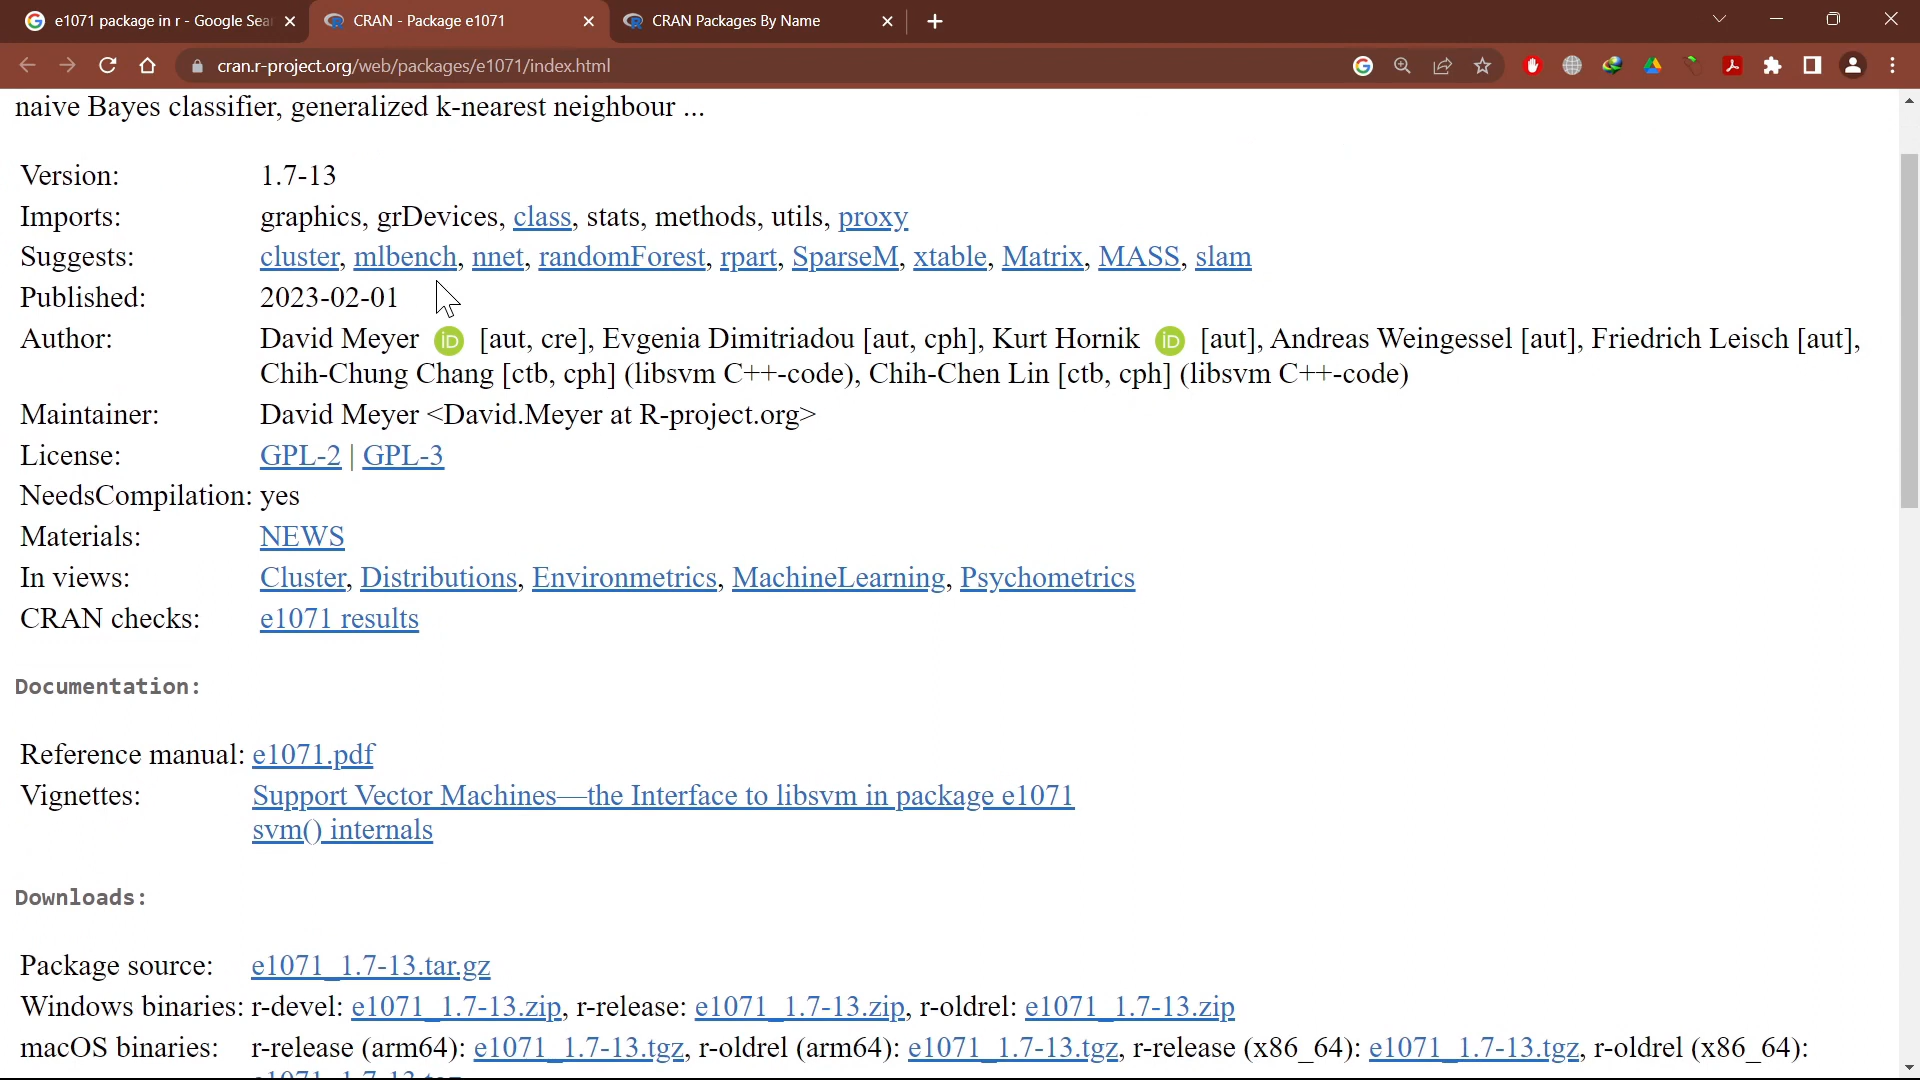 e1071 package in r - Google Sea
CRAN - Package e1071
CRAN Packages By Name
cran.r-project.org/web/packages/e1071/index.html
naive Bayes classifier, generalized k-nearest neighbour ...
Version: 1.7-13
Imports: graphics, grDevices, class, stats, methods, utils, proxy
Suggests: cluster, mlbench, nnet, randomForest, rpart, SparseM, xtable, Matrix, MASS, slam
Published: 2023-02-01
Author: David Meyer iD [aut, cre], Evgenia Dimitriadou [aut, cph], Kurt Hornik iD [aut], Andreas Weingessel [aut], Friedrich Leisch [aut],
Chih-Chung Chang [ctb, cph] (libsvm C++-code), Chih-Chen Lin [ctb, cph] (libsvm C++-code)
Maintainer: David Meyer <David.Meyer at R-project.org>
License: GPL-2 | GPL-3
NeedsCompilation: yes
Materials: NEWS
In views: Cluster, Distributions, Environmetrics, MachineLearning, Psychometrics
CRAN checks: e1071 results
Documentation:
Reference manual: e1071.pdf
Vignettes: Support Vector Machines—the Interface to libsvm in package e1071
svm() internals
Downloads:
Package source: e1071_1.7-13.tar.gz
Windows binaries: r-devel: e1071_1.7-13.zip, r-release: e1071_1.7-13.zip, r-oldrel: e1071_1.7-13.zip
macOS binaries: r-release (arm64): e1071_1.7-13.tgz, r-oldrel (arm64): e1071_1.7-13.tgz, r-release (x86_64): e1071_1.7-13.tgz, r-oldrel (x86_64):